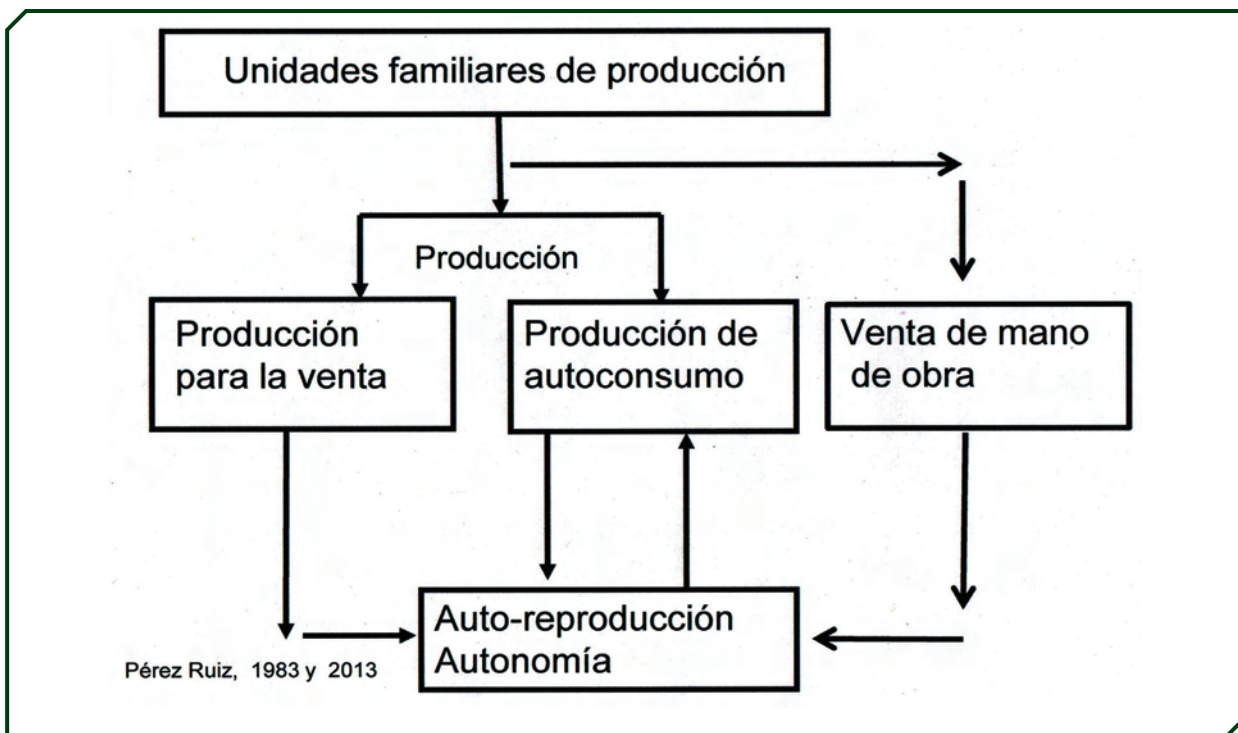 Unidades familiares de producción
Producción
Producción
para la venta
Producción de
autoconsumo
Venta de mano
de obra
Auto-reproducción
Autonomía
Pérez Ruiz, 1983 y 2013